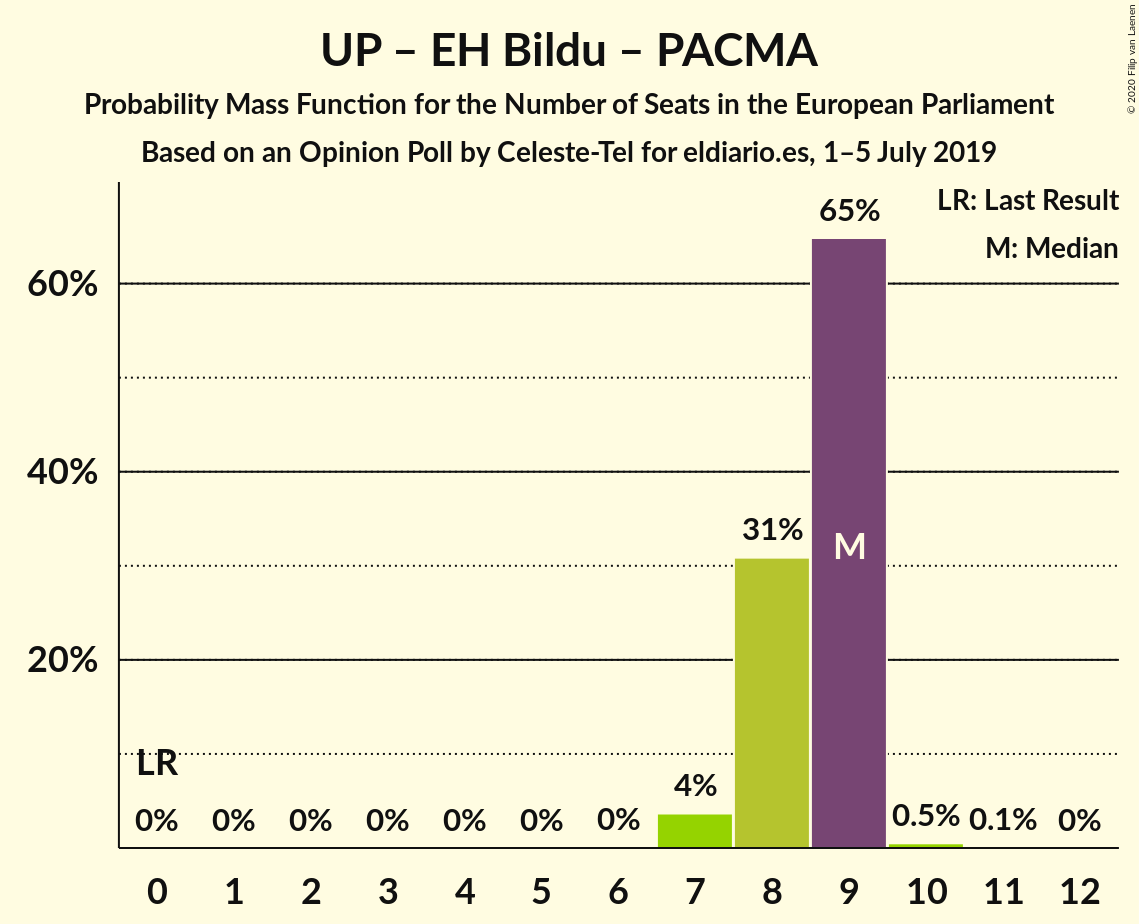 UP – EH Bildu – PACMA
Probability Mass Function for the Number of Seats in the European Parliament
Based on an Opinion Poll by Celeste-Tel for eldiario.es, 1–5 July 2019
© 2020 Filip van Laenen
LR: Last Result
M: Median
60%
40%
20%
LR
0% 0% 0% 0% 0% 0% 0% 4% 31% 65% 0.5% 0.1% 0%
M
0 1 2 3 4 5 6 7 8 9 10 11 12